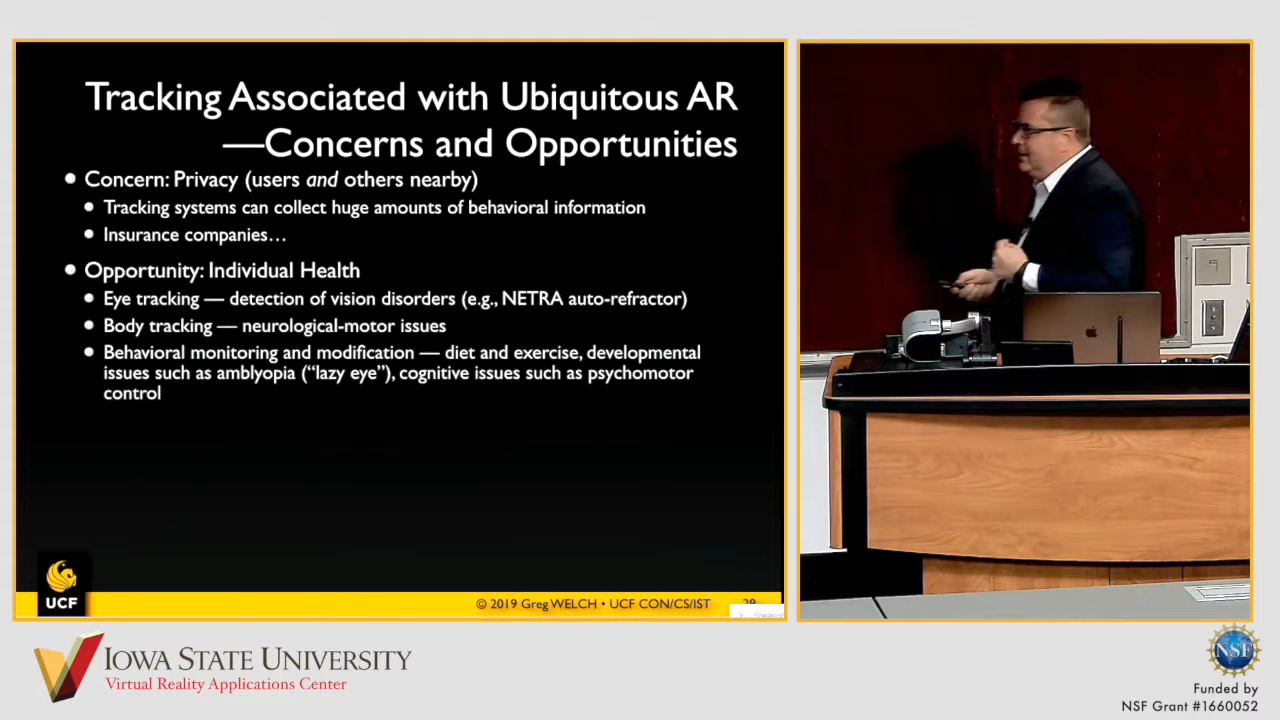 Tracking Associated with Ubiquitous AR
—Concerns and Opportunities
• Concern: Privacy (users and others nearby)
• Tracking systems can collect huge amounts of behavioral information
• Insurance companies…
• Opportunity: Individual Health
• Eye tracking — detection of vision disorders (e.g., NETRA auto-refractor)
• Body tracking — neurological-motor issues
• Behavioral monitoring and modification — diet and exercise, developmental
issues such as amblyopia (“lazy eye”), cognitive issues such as psychomotor
control
UCF
© 2019 Greg WELCH • UCF CON/CS/IST
IOWA STATE UNIVERSITY
Virtual Reality Applications Center
NSF
Funded by
NSF Grant #1660052